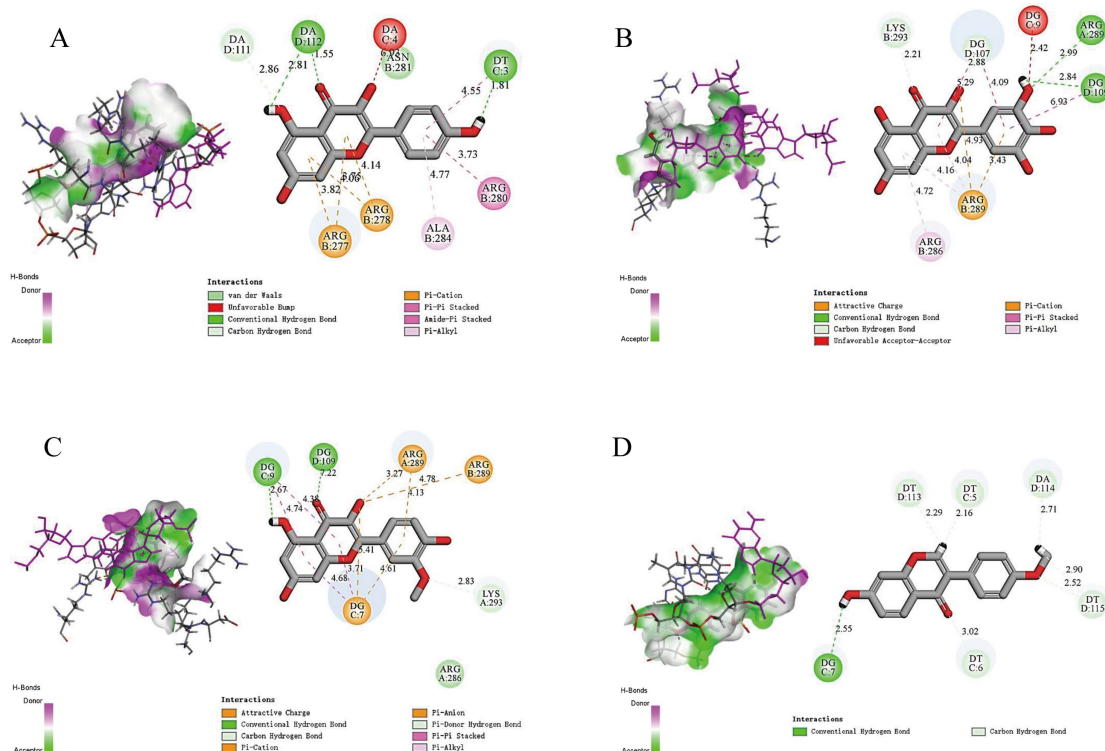 A
DA
D:111
DA
D:112
DA
C:4
ASN
B:281
DT
C:3
1.55
2.86
2.81
4.55
1.81
4.14
3.73
4.06
3.82
4.77
ARG
B:280
ARG
B:278
ARG
B:277
ALA
B:284
H-Bonds
Donor
Acceptor
Interactions
van der Waals
Unfavorable Bump
Conventional Hydrogen Bond
Carbon Hydrogen Bond
Pi-Cation
Pi-Pi Stacked
Amide-Pi Stacked
Pi-Alkyl
B
LYS
B:293
DG
D:107
DG
C:9
ARG
A:289
2.21
2.88
2.42
2.99
5.29
4.09
2.84
DG
D:109
6.93
4.93
4.04
3.43
4.16
4.72
ARG
B:289
ARG
B:286
H-Bonds
Donor
Acceptor
Interactions
Attractive Charge
Conventional Hydrogen Bond
Carbon Hydrogen Bond
Unfavorable Acceptor-Acceptor
Pi-Cation
Pi-Pi Stacked
Pi-Alkyl
C
DG
C:9
DG
D:109
ARG
A:289
ARG
B:289
7.22
3.27
4.78
2.67
4.38
4.13
4.74
5.41
3.71
4.68
4.61
2.83
LYS
A:293
DG
C:7
ARG
A:286
H-Bonds
Donor
Acceptor
Interactions
Attractive Charge
Conventional Hydrogen Bond
Carbon Hydrogen Bond
Pi-Cation
Pi-Anion
Pi-Donor Hydrogen Bond
Pi-Pi Stacked
Pi-Alkyl
D
DT
D:113
DT
C:5
DA
D:114
2.29
2.16
2.71
2.90
2.52
DT
D:115
2.55
3.02
DG
C:7
DT
C:6
H-Bonds
Donor
Acceptor
Interactions
Conventional Hydrogen Bond
Carbon Hydrogen Bond